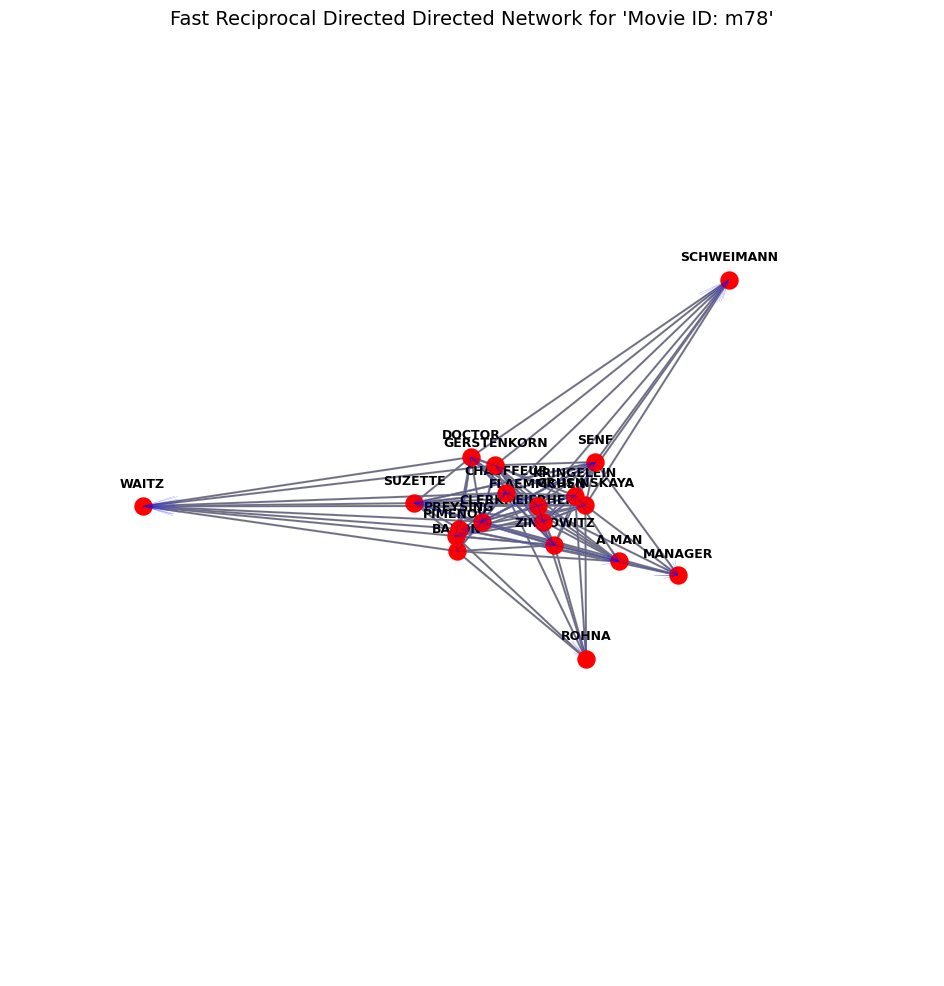 Fast Reciprocal Directed Directed Network for 'Movie ID: m78'
SCHWEIMANN
DOCTOR
SENF
GERSTENKORN
CHAUFFEUR
KRINGELEIN
SUZETTE
WAITZ
FLAEMMCHEN
GRUSINSKAYA
CLERK
MEIERHEIM
PREYSING
PIMENOV
ZINNOWITZ
BARON
A MAN
MANAGER
ROHNA